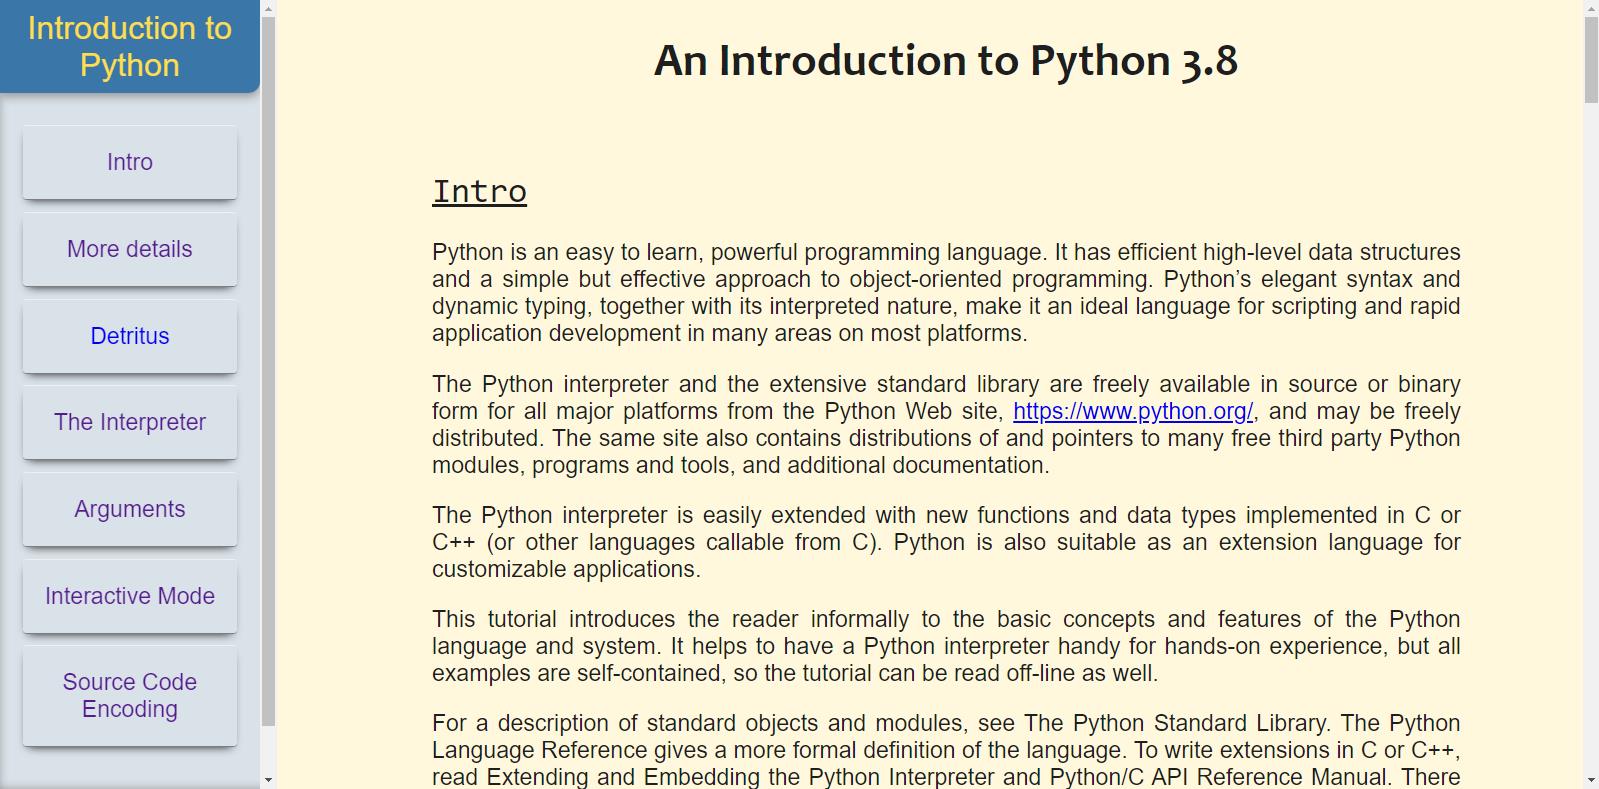 Introduction to
Python
Intro
More details
Detritus
The Interpreter
Arguments
Interactive Mode
Source Code
Encoding
An Introduction to Python 3.8
Intro
Python is an easy to learn, powerful programming language. It has efficient high-level data structures
and a simple but effective approach to object-oriented programming. Python’s elegant syntax and
dynamic typing, together with its interpreted nature, make it an ideal language for scripting and rapid
application development in many areas on most platforms.
The Python interpreter and the extensive standard library are freely available in source or binary
form for all major platforms from the Python Web site, https://www.python.org/, and may be freely
distributed. The same site also contains distributions of and pointers to many free third party Python
modules, programs and tools, and additional documentation.
The Python interpreter is easily extended with new functions and data types implemented in C or
C++ (or other languages callable from C). Python is also suitable as an extension language for
customizable applications.
This tutorial introduces the reader informally to the basic concepts and features of the Python
language and system. It helps to have a Python interpreter handy for hands-on experience, but all
examples are self-contained, so the tutorial can be read off-line as well.
For a description of standard objects and modules, see The Python Standard Library. The Python
Language Reference gives a more formal definition of the language. To write extensions in C or C++,
read Extending and Embedding the Python Interpreter and Python/C API Reference Manual. There